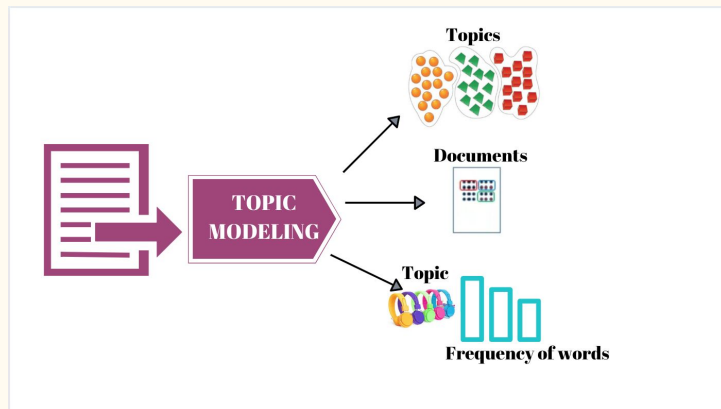 Topics
Documents
TOPIC
MODELING
Topic
Frequency of words